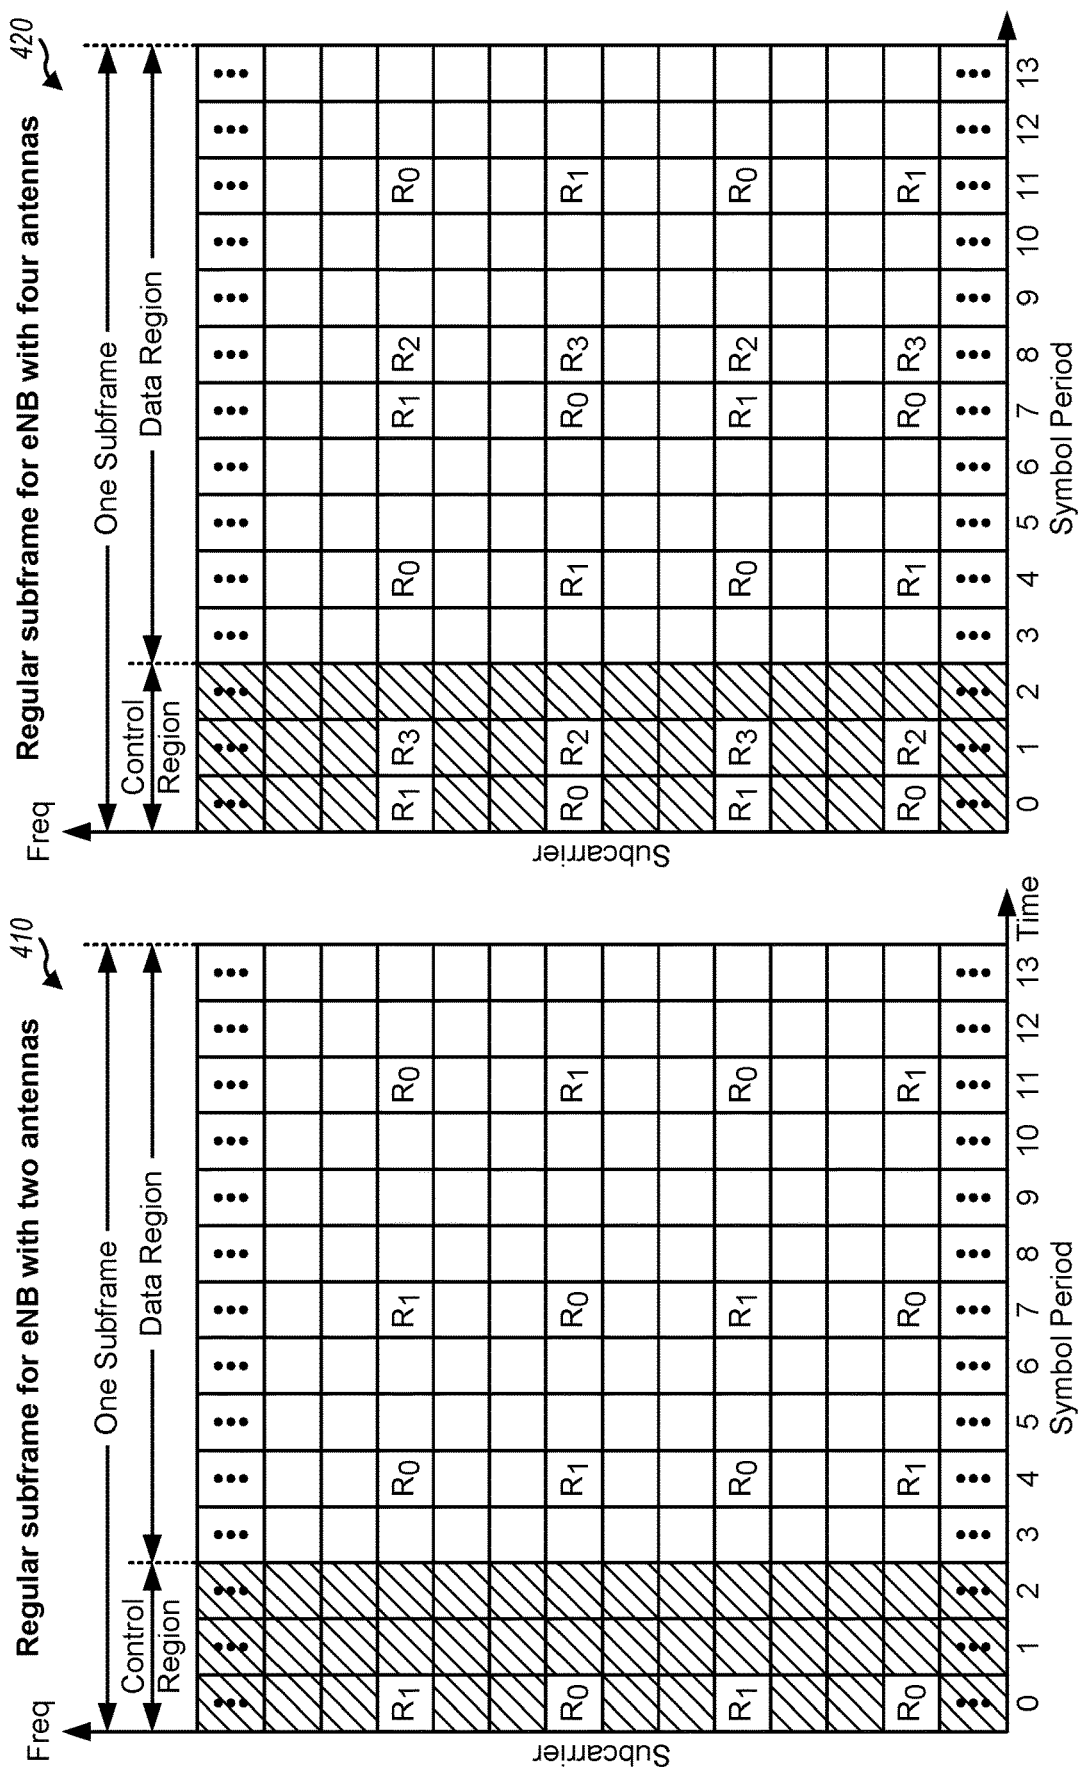 410
Regular subframe for eNB with two antennas
One Subframe
Control
Region
Data Region
Freq
Subcarrier
••• ••• ••• ••• ••• ••• ••• ••• ••• ••• ••• ••• ••• •••
R1 R0 R1 R0
R0 R1 R0 R1
R1 R0 R1 R0
R0 R1 R0 R1
••• ••• ••• ••• ••• ••• ••• ••• ••• ••• ••• ••• ••• •••
0 1 2 3 4 5 6 7 8 9 10 11 12 13
Time
Symbol Period
420
Regular subframe for eNB with four antennas
One Subframe
Control
Region
Data Region
Freq
Subcarrier
••• ••• ••• ••• ••• ••• ••• ••• ••• ••• ••• ••• ••• •••
R1 R3 R0 R1 R2 R0
R0 R2 R1 R0 R3 R1
R1 R3 R0 R1 R2 R0
R0 R2 R1 R0 R3 R1
••• ••• ••• ••• ••• ••• ••• ••• ••• ••• ••• ••• ••• •••
0 1 2 3 4 5 6 7 8 9 10 11 12 13
Symbol Period